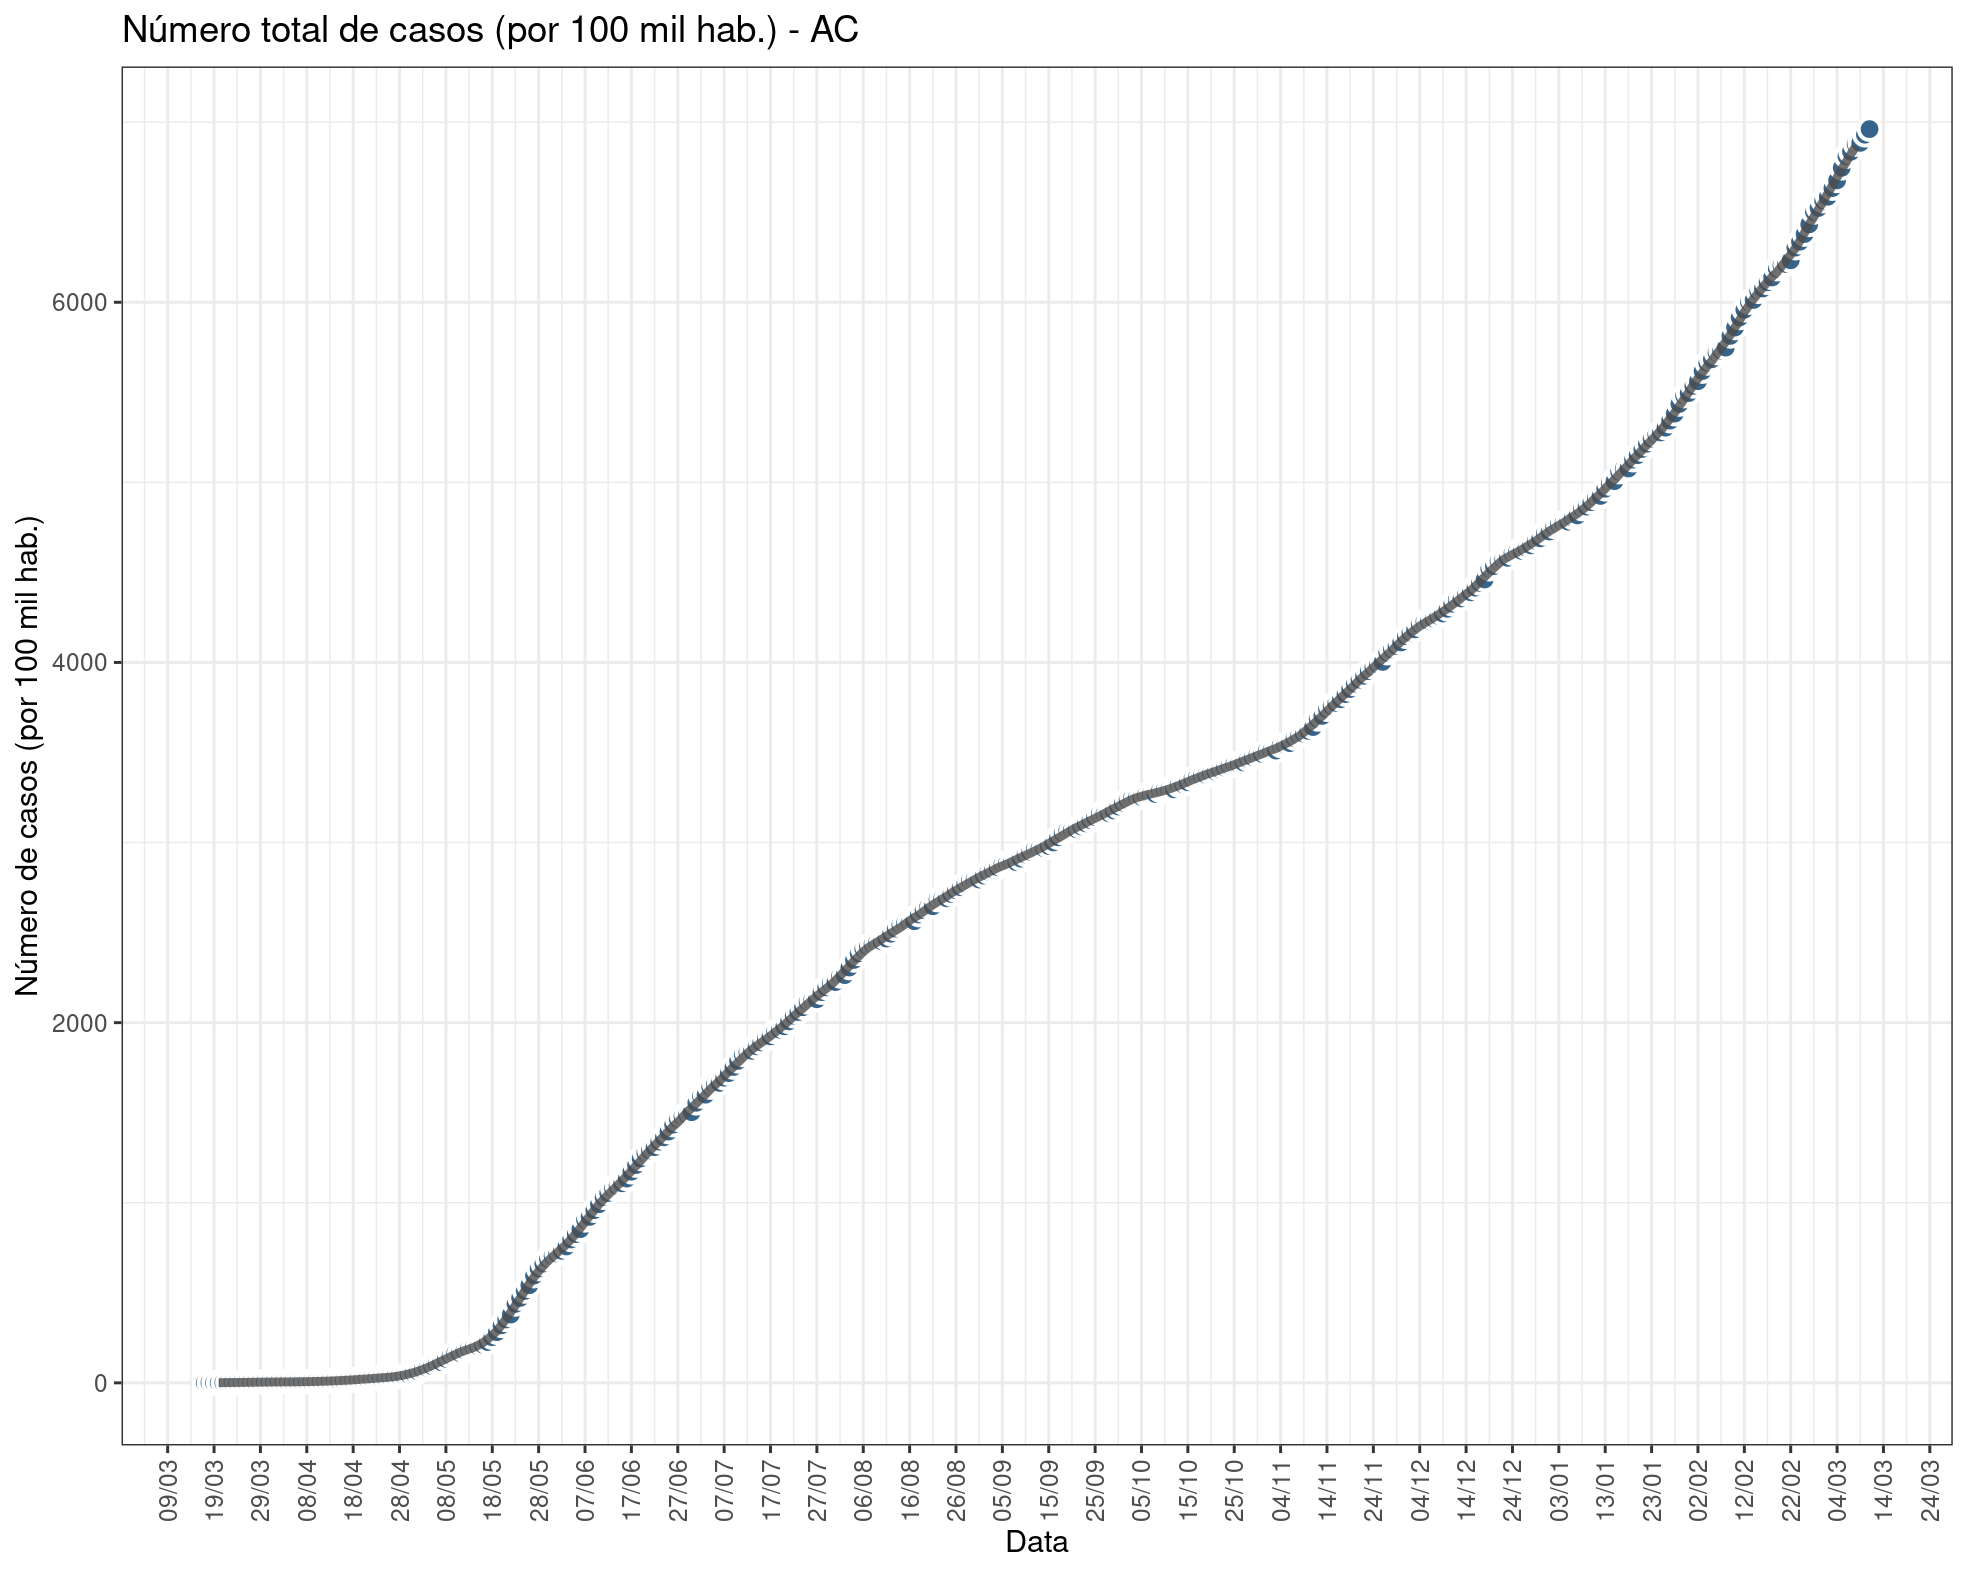 Número total de casos (por 100 mil hab.) - AC
Número de casos (por 100 mil hab.)
6000
4000
2000
0
09/03 19/03 29/03 08/04 18/04 28/04 08/05 18/05 28/05 07/06 17/06 27/06 07/07 17/07 27/07 06/08 16/08 26/08 05/09 15/09 25/09 05/10 15/10 25/10 04/11 14/11 24/11 04/12 14/12 24/12 03/01 13/01 23/01 02/02 12/02 22/02 04/03 14/03 24/03
Data